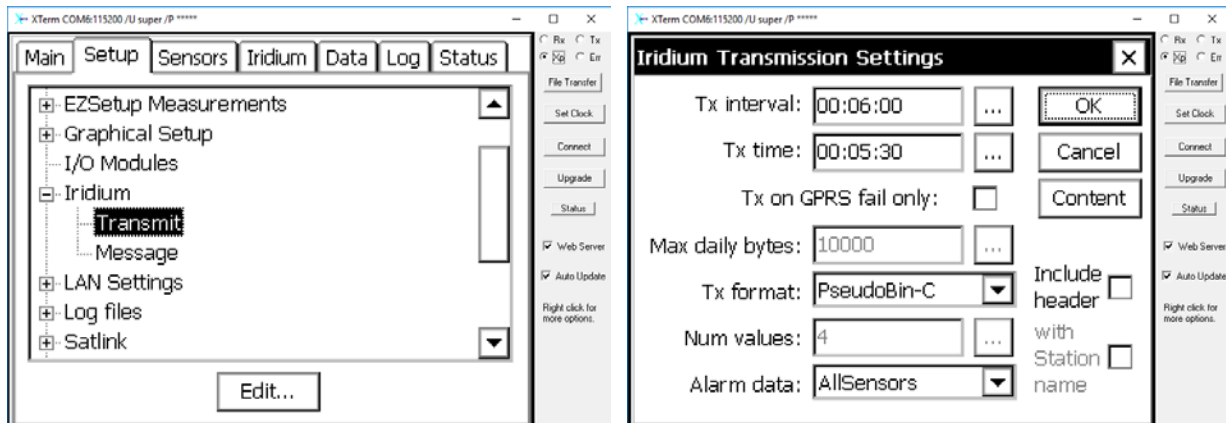 XTerm COM6:115200 /U super /P *****
Main Setup Sensors Iridium Data Log Status
EZSetup Measurements
Graphical Setup
I/O Modules
Iridium
Transmit
Message
LAN Settings
Log files
Satlink
Edit...
Rx Tx
Xp Err
File Transfer
Set Clock
Connect
Upgrade
Status
Web Server
Auto Update
Right click for
more options.
XTerm COM6:115200 /U super /P *****
Iridium Transmission Settings
Tx interval: 00:06:00 ... OK
Tx time: 00:05:30 ... Cancel
Tx on GPRS fail only: Content
Max daily bytes: 10000 ...
Tx format: PseudoBin-C
Include
header
Num values: 4 ...
with
Station
name
Alarm data: AllSensors
Rx Tx
Xp Err
File Transfer
Set Clock
Connect
Upgrade
Status
Web Server
Auto Update
Right click for
more options.